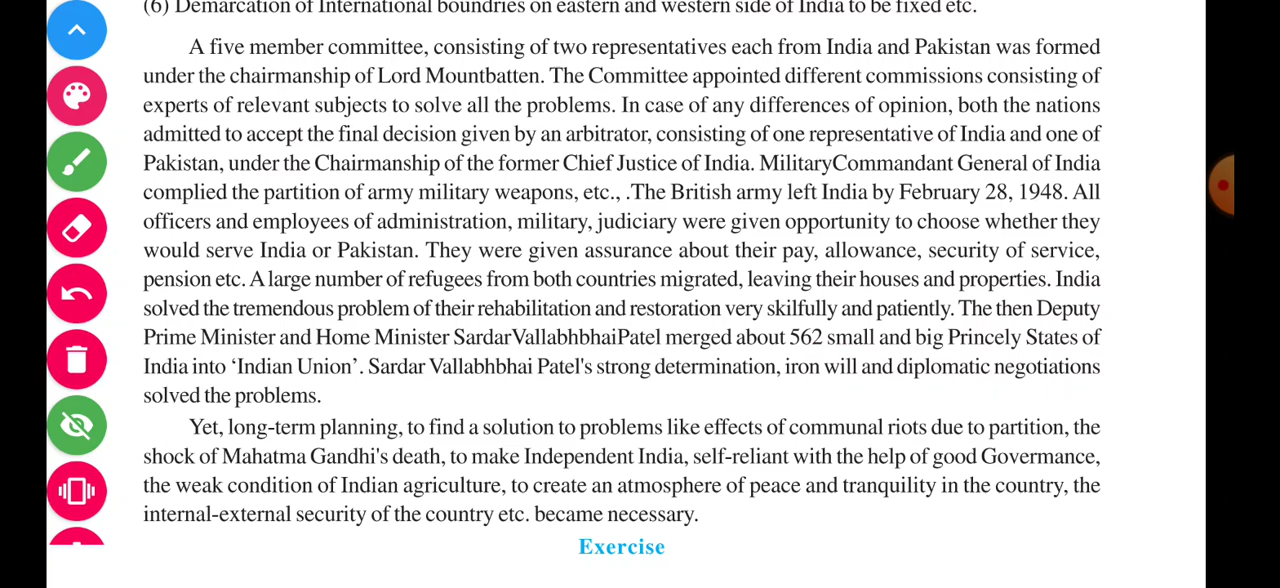 (6) Demarcation of International boundries on eastern and western side of India to be fixed etc.
A five member committee, consisting of two representatives each from India and Pakistan was formed
under the chairmanship of Lord Mountbatten. The Committee appointed different commissions consisting of
experts of relevant subjects to solve all the problems. In case of any differences of opinion, both the nations
admitted to accept the final decision given by an arbitrator, consisting of one representative of India and one of
Pakistan, under the Chairmanship of the former Chief Justice of India. MilitaryCommandant General of India
complied the partition of army military weapons, etc., .The British army left India by February 28, 1948. All
officers and employees of administration, military, judiciary were given opportunity to choose whether they
would serve India or Pakistan. They were given assurance about their pay, allowance, security of service,
pension etc. A large number of refugees from both countries migrated, leaving their houses and properties. India
solved the tremendous problem of their rehabilitation and restoration very skilfully and patiently. The then Deputy
Prime Minister and Home Minister SardarVallabhbhaiPatel merged about 562 small and big Princely States of
India into ‘Indian Union’. Sardar Vallabhbhai Patel's strong determination, iron will and diplomatic negotiations
solved the problems.
Yet, long-term planning, to find a solution to problems like effects of communal riots due to partition, the
shock of Mahatma Gandhi's death, to make Independent India, self-reliant with the help of good Govermance,
the weak condition of Indian agriculture, to create an atmosphere of peace and tranquility in the country, the
internal-external security of the country etc. became necessary.
Exercise